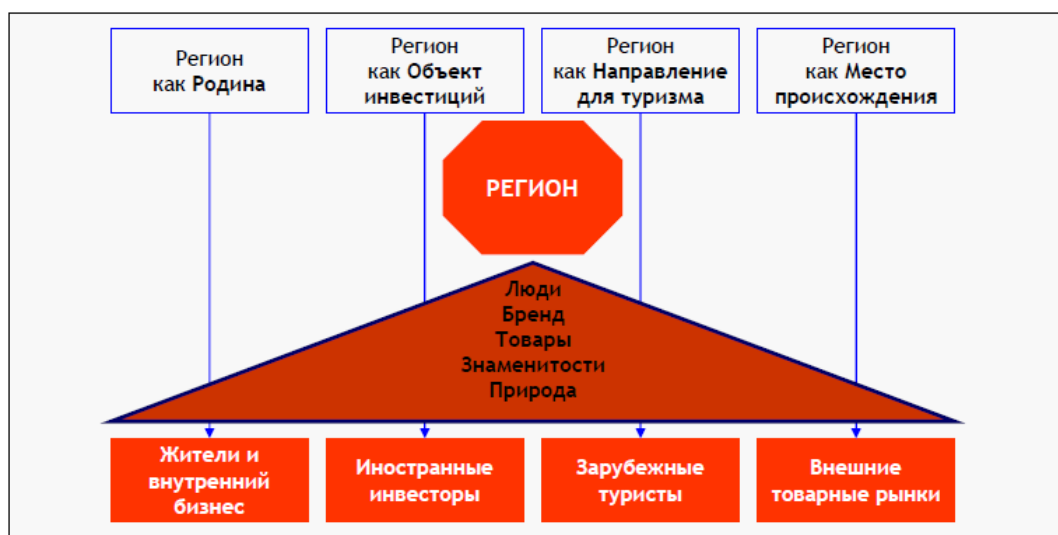 Регион
как Родина
Регион
как Объект
инвестиций
Регион
как Направление
для туризма
Регион
как Место
происхождения
РЕГИОН
Люди
Бренд
Товары
Знаменитости
Природа
Жители и
внутренний
бизнес
Иностранные
инвесторы
Зарубежные
туристы
Внешние
товарные рынки